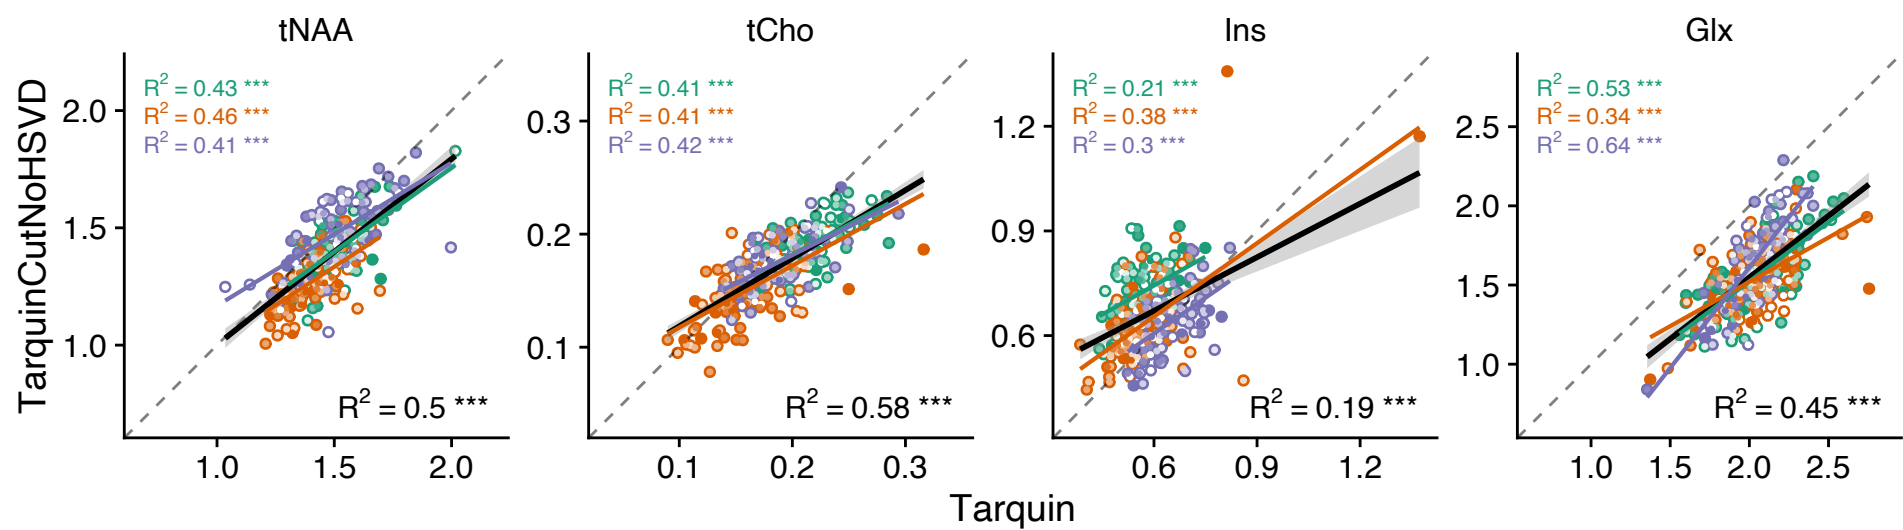 tNAA
tCho
Ins
Glx
TarquinCutNoHSVD
R² = 0.43 ***
R² = 0.46 ***
R² = 0.41 ***
R² = 0.5 ***
2.0
1.5
1.0
1.0 1.5 2.0
R² = 0.41 ***
R² = 0.41 ***
R² = 0.42 ***
R² = 0.58 ***
0.3
0.2
0.1
0.1 0.2 0.3
R² = 0.21 ***
R² = 0.38 ***
R² = 0.3 ***
R² = 0.19 ***
1.2
0.9
0.6
0.6 0.9 1.2
R² = 0.53 ***
R² = 0.34 ***
R² = 0.64 ***
R² = 0.45 ***
2.5
2.0
1.5
1.0
1.0 1.5 2.0 2.5
Tarquin